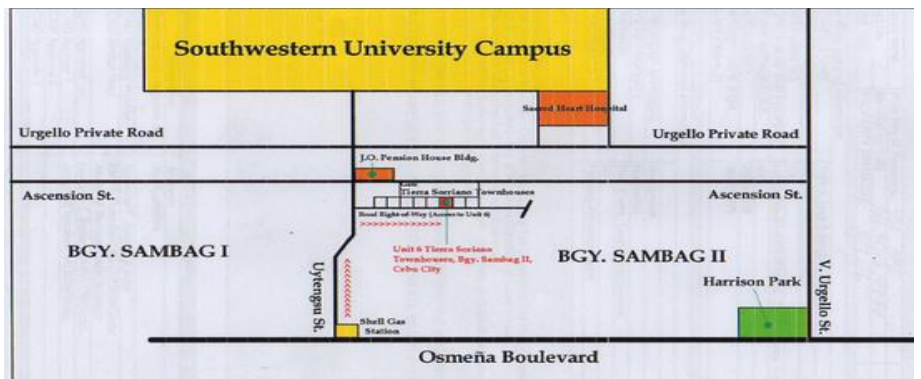 Southwestern University Campus
Sacred Heart Hospital
Urgello Private Road
Urgello Private Road
J.O. Pension House Bldg.
Ascension St.
Gate
Tierra Sorriano Townhouses
Ascension St.
Road Right-of-Way (Access to Unit 6)
>>>>>>>>>>>>>>
BGY. SAMBAG I
Unit 6 Tierra Soriano
Townhouses, Bgy. Sambag II,
Cebu City
BGY. SAMBAG II
Uytengsu St.
Harrison Park
V. Urgello St.
Shell Gas
Station
Osmeña Boulevard